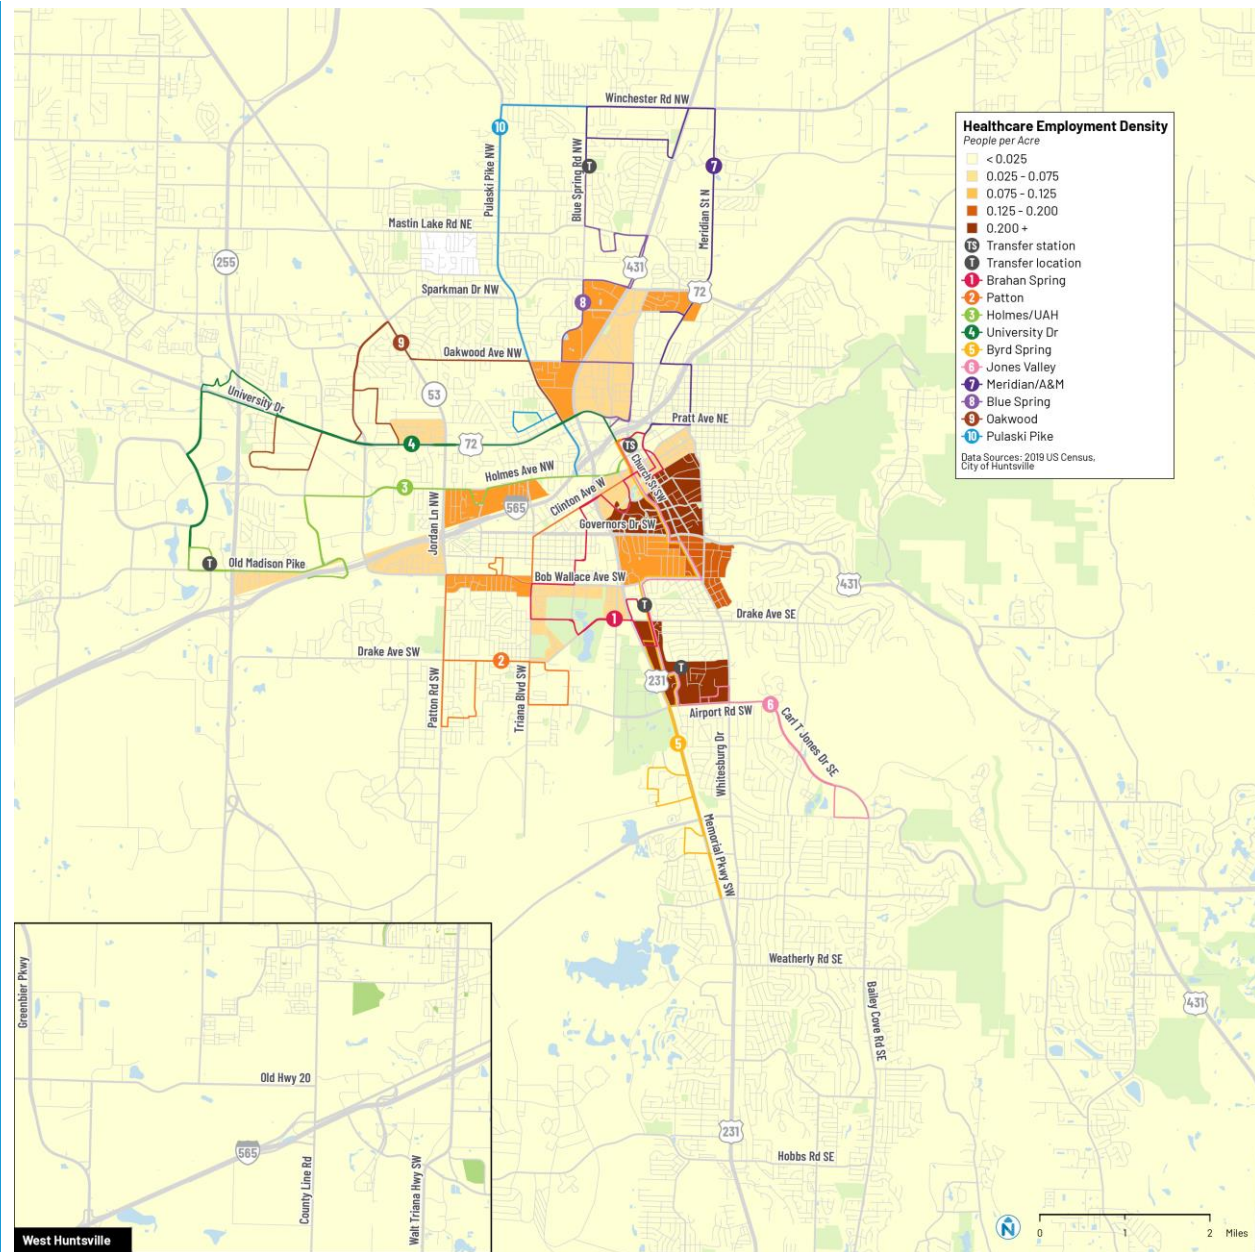 Winchester Rd NW
10
Pulaski Pike NW
Blue Spring Rd NW
T
7
Meridian St N
Mastin Lake Rd NE
255
431
72
Sparkman Dr NW
8
9
Oakwood Ave NW
53
University Dr
4
72
Pratt Ave NE
TS
Church St SW
Holmes Ave NW
3
Clinton Ave W
565
Jordan Ln NW
Governors Dr SW
T
Old Madison Pike
Bob Wallace Ave SW
431
T
1
Drake Ave SE
Drake Ave SW
2
T
231
Patton Rd SW
Triana Blvd SW
Airport Rd SW
6
Carl T Jones Dr SE
5
Whitesburg Dr
Memorial Pkwy SW
Weatherly Rd SE
Bailey Cove Rd SE
431
231
Hobbs Rd SE
Healthcare Employment Density
People per Acre
< 0.025
0.025 - 0.075
0.075 - 0.125
0.125 - 0.200
0.200 +
TS Transfer station
T Transfer location
1 Brahan Spring
2 Patton
3 Holmes/UAH
4 University Dr
5 Byrd Spring
6 Jones Valley
7 Meridian/A&M
8 Blue Spring
9 Oakwood
10 Pulaski Pike
Data Sources: 2019 US Census,
City of Huntsville
Greenbier Pkwy
Old Hwy 20
565
County Line Rd
Walt Triana Hwy SW
West Huntsville
N
0 1 2 Miles